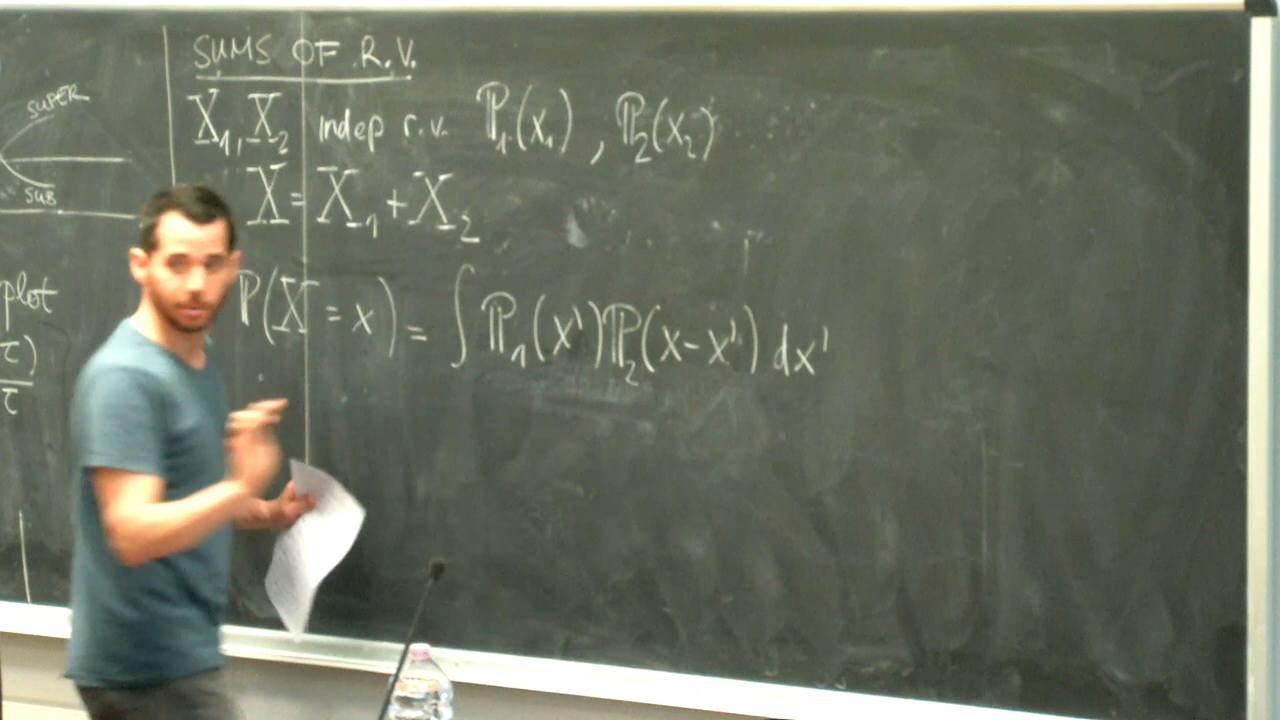 SUPER
SUB
plot
τ)
τ
SUMS OF R.V.
X₁, X₂ indep r.v. ℙ₁(x₁), ℙ₂(x₂)
X = X₁ + X₂
ℙ(X = x) = ∫ ℙ₁(x') ℙ₂(x - x') dx'